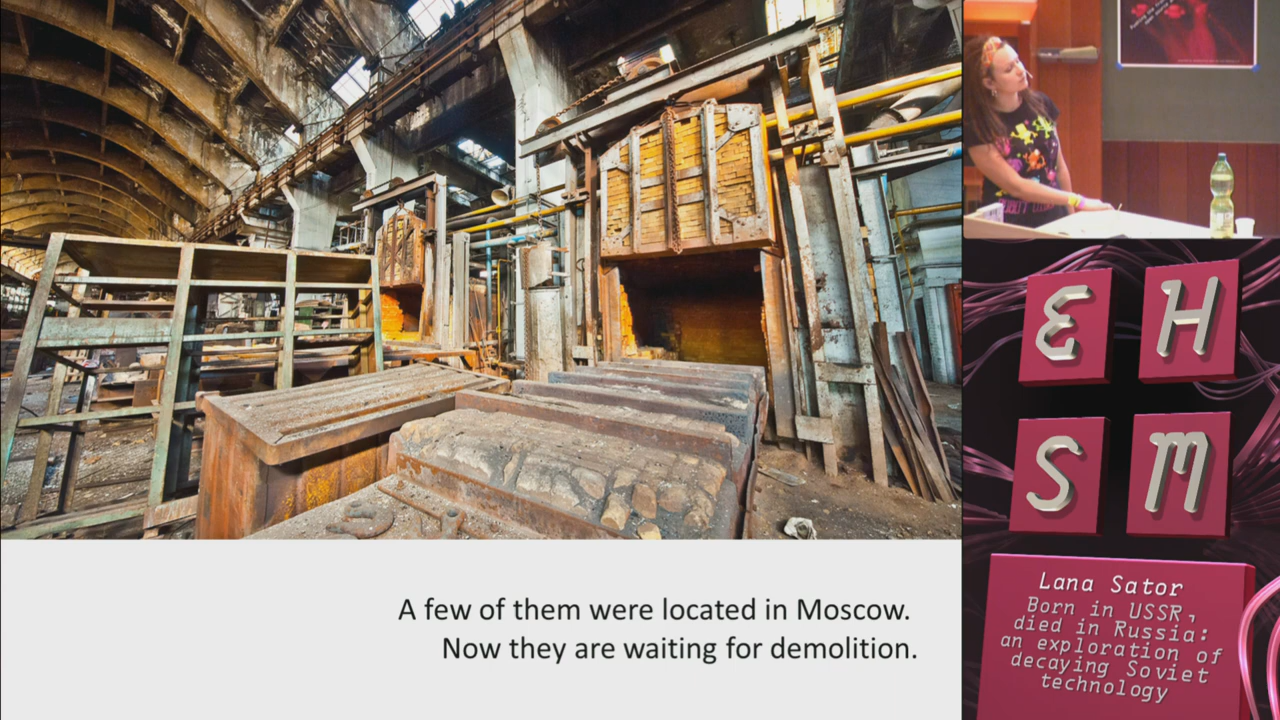 A few of them were located in Moscow.
Now they are waiting for demolition.
E H
S M
Lana Sator
Born in USSR,
died in Russia:
an exploration of
decaying Soviet
technology